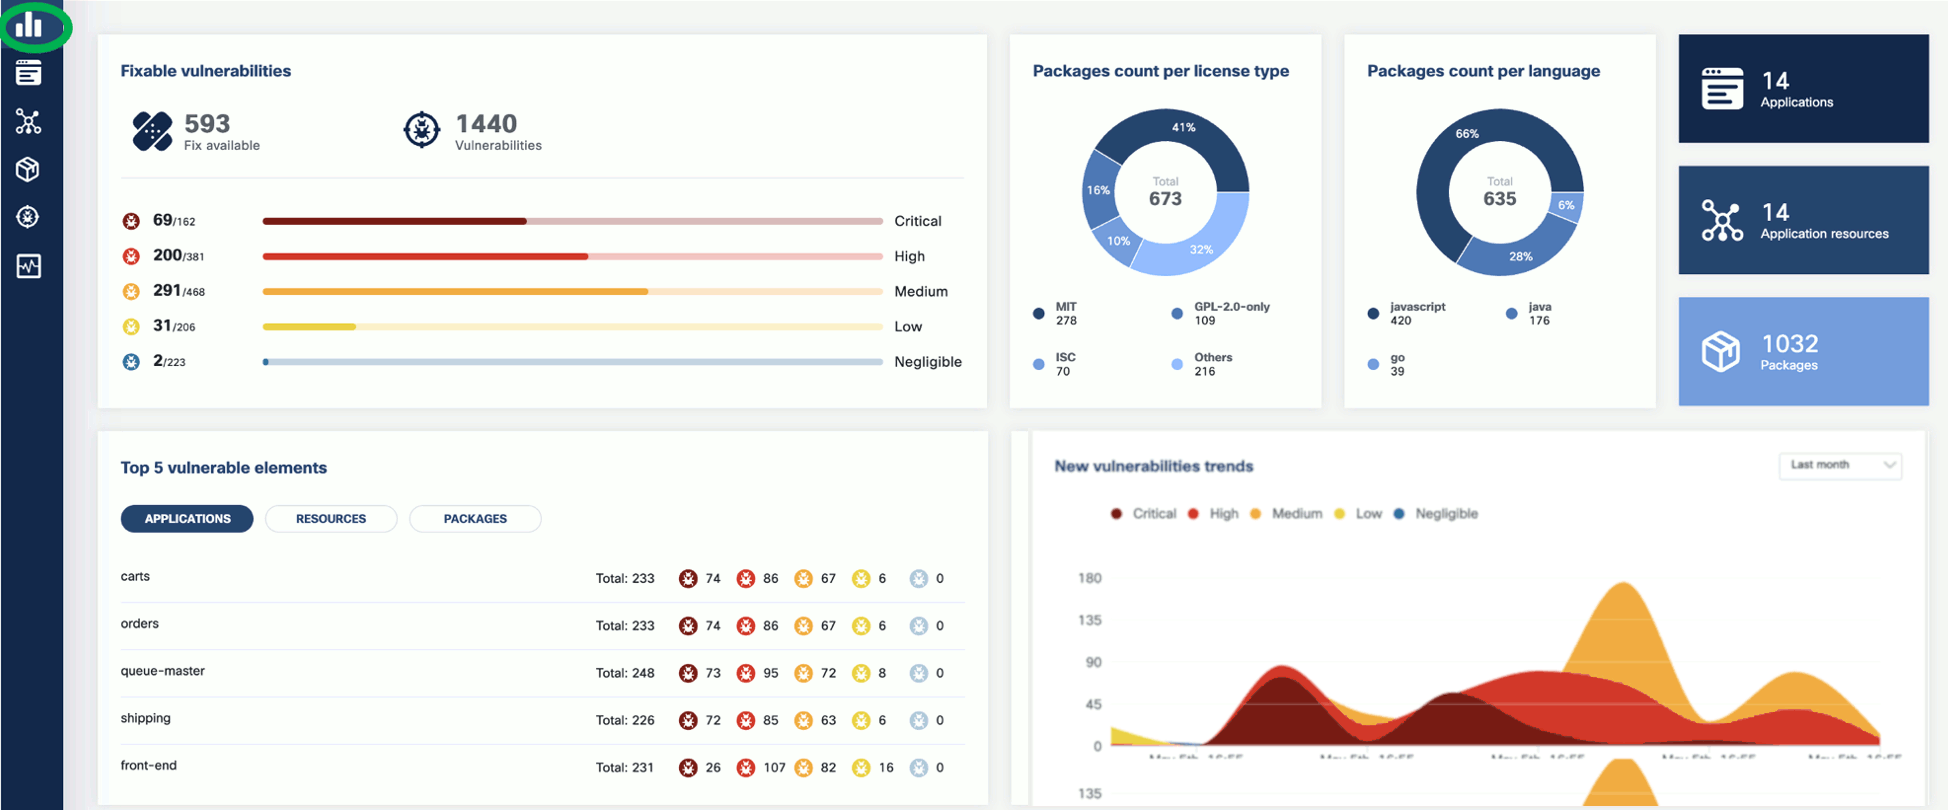 Fixable vulnerabilities
593
Fix available
1440
Vulnerabilities
69/162 Critical
200/381 High
291/468 Medium
31/206 Low
2/223 Negligible
Packages count per license type
41%
16%
10%
32%
Total
673
MIT
278
GPL-2.0-only
109
ISC
70
Others
216
Packages count per language
66%
6%
28%
Total
635
javascript
420
java
176
go
39
14
Applications
14
Application resources
1032
Packages
Top 5 vulnerable elements
APPLICATIONS RESOURCES PACKAGES
carts Total: 233 74 86 67 6 0
orders Total: 233 74 86 67 6 0
queue-master Total: 248 73 95 72 8 0
shipping Total: 226 72 85 63 6 0
front-end Total: 231 26 107 82 16 0
New vulnerabilities trends
Last month
Critical High Medium Low Negligible
180
135
90
45
0
135